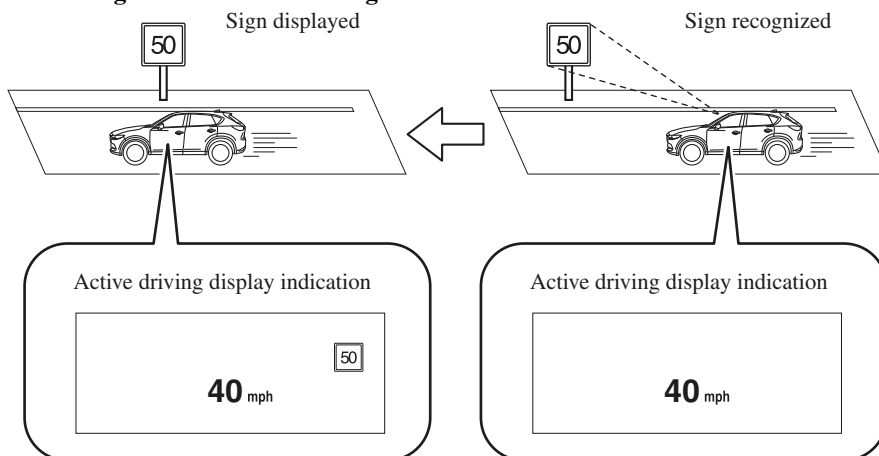 Sign displayed
Sign recognized
50
50
Active driving display indication
Active driving display indication
50
40 mph
40 mph